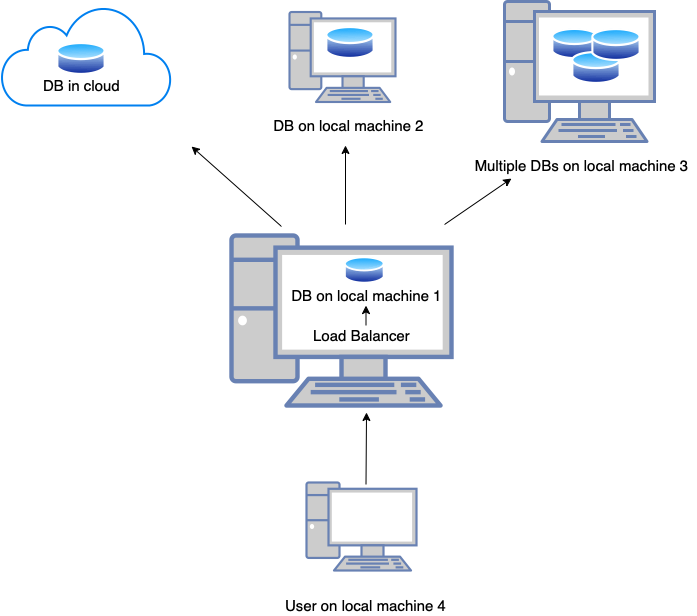 DB in cloud
DB on local machine 2
Multiple DBs on local machine 3
DB on local machine 1
Load Balancer
User on local machine 4